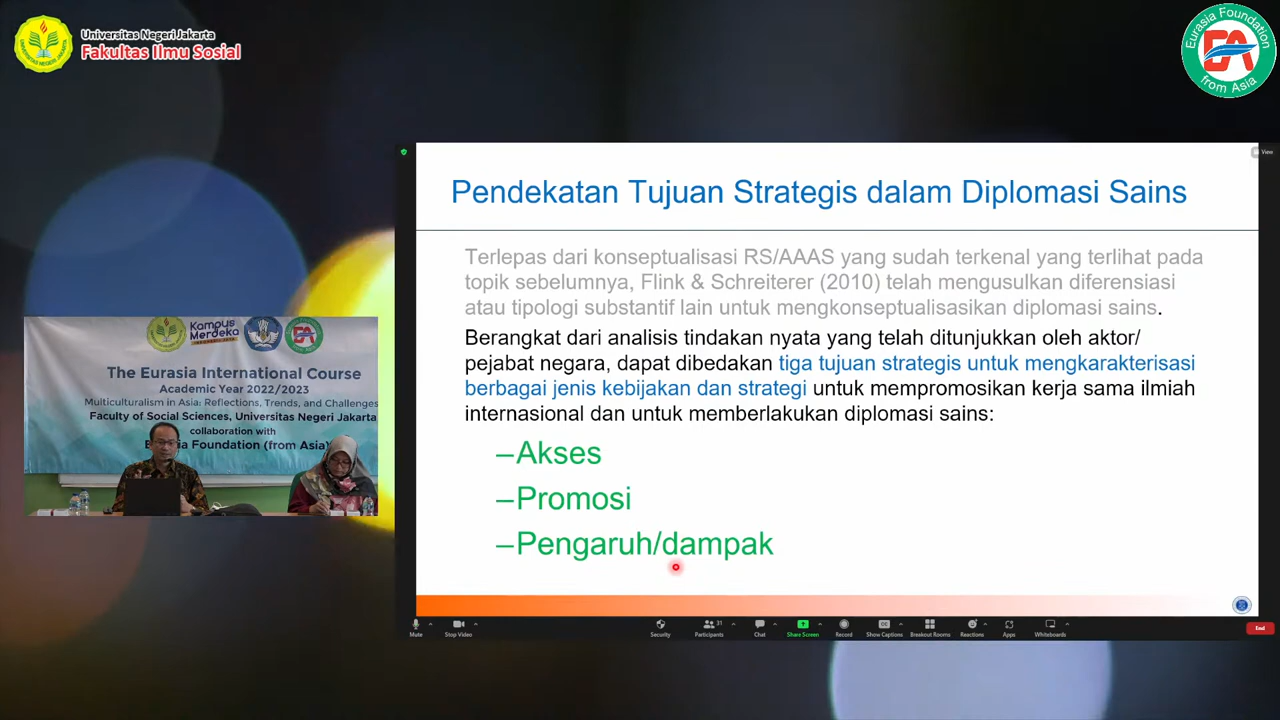 Universitas Negeri Jakarta
Fakultas Ilmu Sosial
Eurasia Foundation
EA
from Asia
View
Pendekatan Tujuan Strategis dalam Diplomasi Sains
Terlepas dari konseptualisasi RS/AAAS yang sudah terkenal yang terlihat pada
topik sebelumnya, Flink & Schreiterer (2010) telah mengusulkan diferensiasi
atau tipologi substantif lain untuk mengkonseptualisasikan diplomasi sains.
Berangkat dari analisis tindakan nyata yang telah ditunjukkan oleh aktor/
pejabat negara, dapat dibedakan tiga tujuan strategis untuk mengkarakterisasi
berbagai jenis kebijakan dan strategi untuk mempromosikan kerja sama ilmiah
internasional dan untuk memberlakukan diplomasi sains:
–Akses
–Promosi
–Pengaruh/dampak
Kampus
Merdeka
The Eurasia International Course
Academic Year 2022/2023
Multiculturalism in Asia: Reflections, Trends, and Challenges
Faculty of Social Sciences, Universitas Negeri Jakarta
collaboration with
Foundation (from Asia)
Mute
Stop Video
Security
Participants
31
Chat
Share Screen
Record
Show Captions
Breakout Rooms
Reactions
Apps
Whiteboards
End